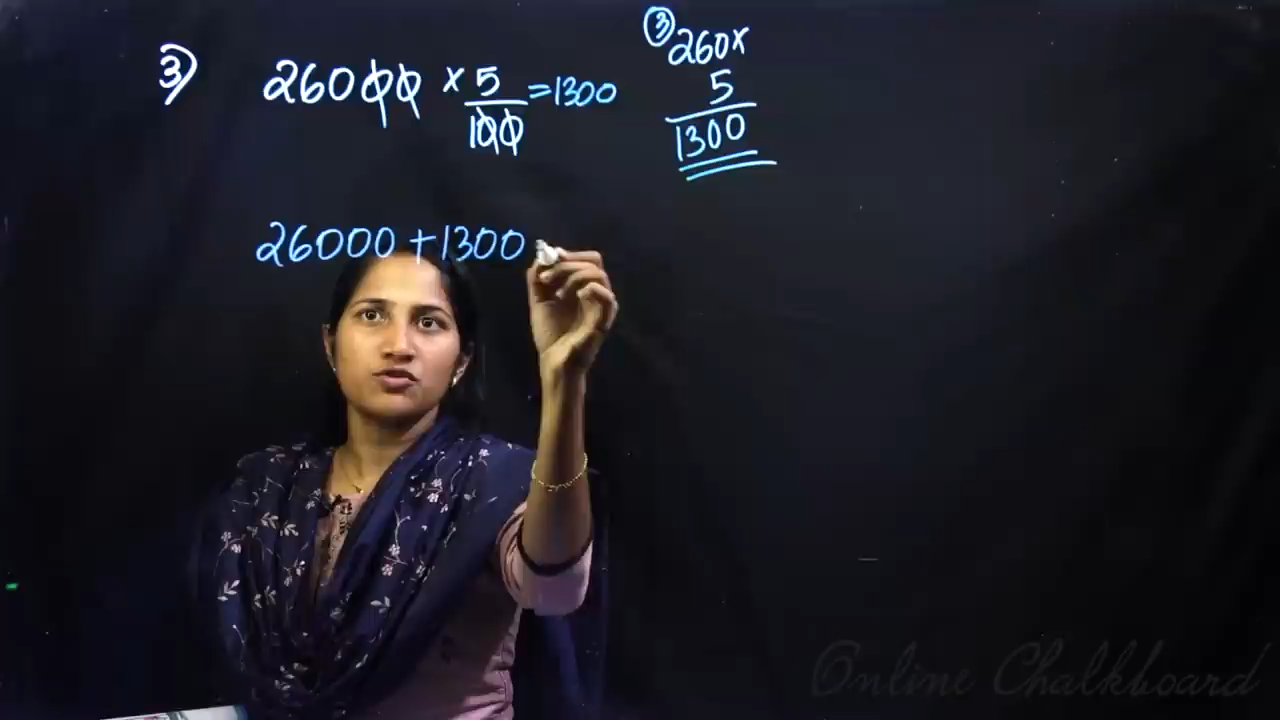 3) 26000 × 5/100 = 1300
③
260×
5
1300
26000 + 1300
Online Chalkboard